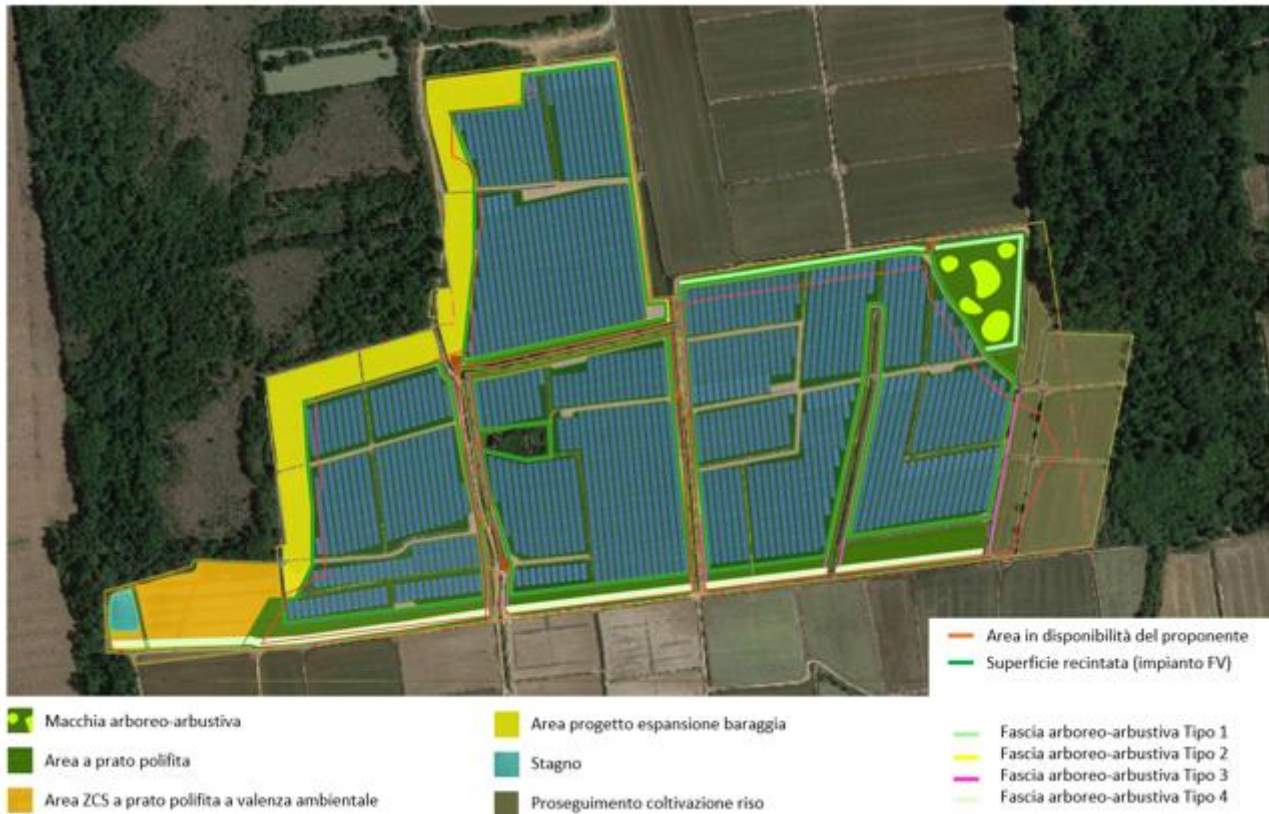 Area in disponibilità del proponente
Superficie recintata (impianto FV)
Macchia arboreo-arbustiva
Area a prato polifita
Area ZCS a prato polifita a valenza ambientale
Area progetto espansione baraggia
Stagno
Proseguimento coltivazione riso
Fascia arboreo-arbustiva Tipo 1
Fascia arboreo-arbustiva Tipo 2
Fascia arboreo-arbustiva Tipo 3
Fascia arboreo-arbustiva Tipo 4